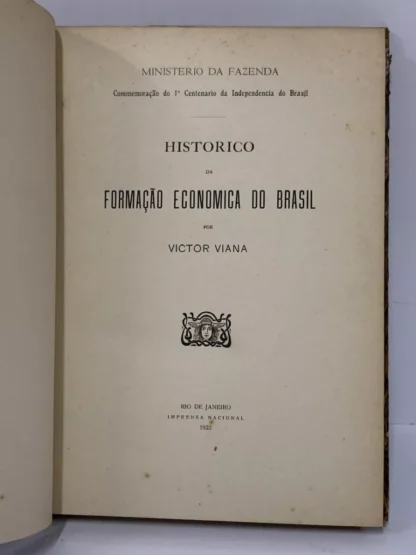 MINISTERIO DA FAZENDA
Commemoração do 1º Centenario da Independencia do Brasil
HISTORICO
DA
FORMAÇÃO ECONOMICA DO BRASIL
POR
VICTOR VIANA
RIO DE JANEIRO
IMPRENSA NACIONAL
1922